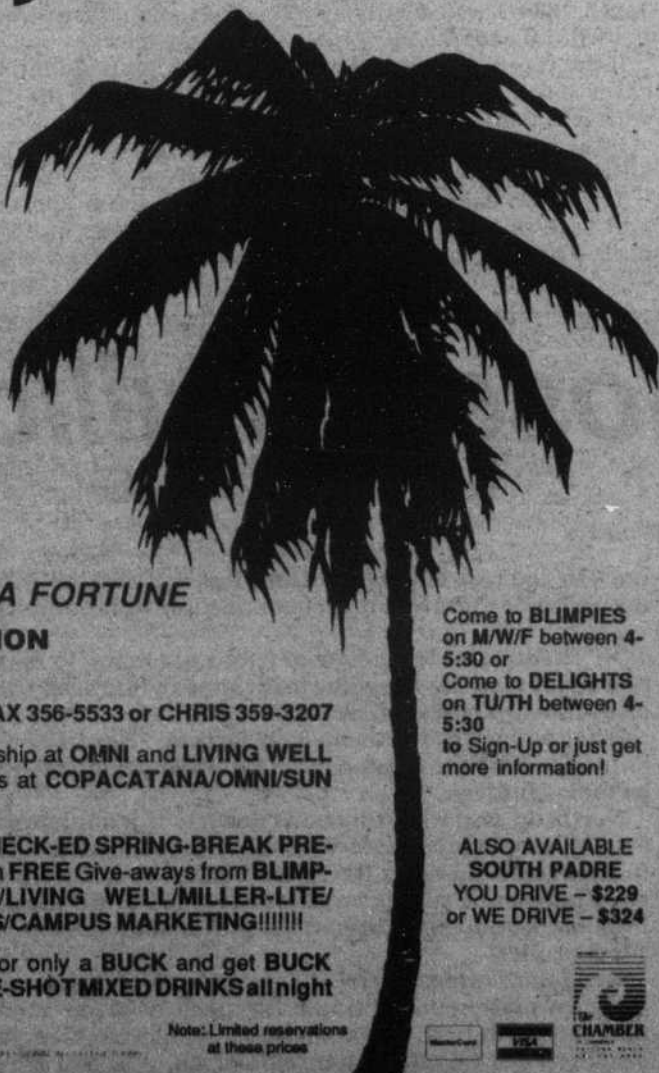 A FORTUNE
ION
AX 356-5533 or CHRIS 359-3207
ship at OMNI and LIVING WELL
s at COPACATANA/OMNI/SUN
HECK-ED SPRING-BREAK PRE-
FREE Give-aways from BLIMP-
/LIVING WELL/MILLER-LITE/
S/CAMPUS MARKETING!!!!!!!
or only a BUCK and get BUCK
E-SHOT MIXED DRINKS all night
Note: Limited reservations
at these prices
Come to BLIMPIES
on M/W/F between 4-
5:30 or
Come to DELIGHTS
on TU/TH between 4-
5:30
to Sign-Up or just get
more information!
ALSO AVAILABLE
SOUTH PADRE
YOU DRIVE – $229
or WE DRIVE – $324
MasterCard
VISA
The
CHAMBER